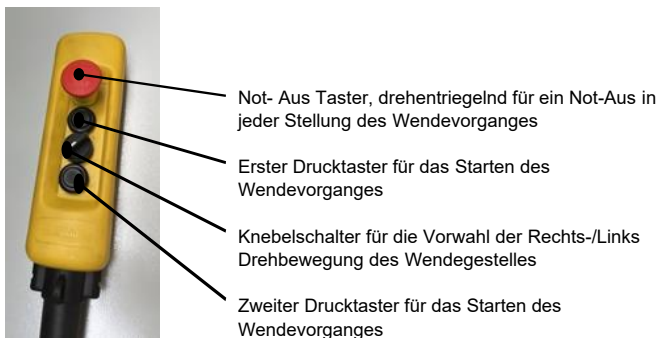 Not- Aus Taster, drehentriegelnd für ein Not-Aus in
jeder Stellung des Wendevorganges
Erster Drucktaster für das Starten des
Wendevorganges
Knebelschalter für die Vorwahl der Rechts-/Links
Drehbewegung des Wendegestelles
Zweiter Drucktaster für das Starten des
Wendevorganges